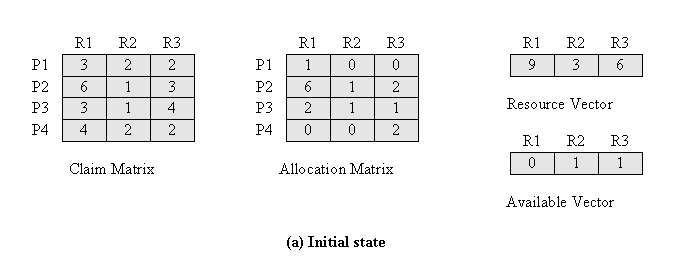 R1 R2 R3
P1 3 2 2
P2 6 1 3
P3 3 1 4
P4 4 2 2
Claim Matrix
R1 R2 R3
P1 1 0 0
P2 6 1 2
P3 2 1 1
P4 0 0 2
Allocation Matrix
R1 R2 R3
9 3 6
Resource Vector
R1 R2 R3
0 1 1
Available Vector
(a) Initial state